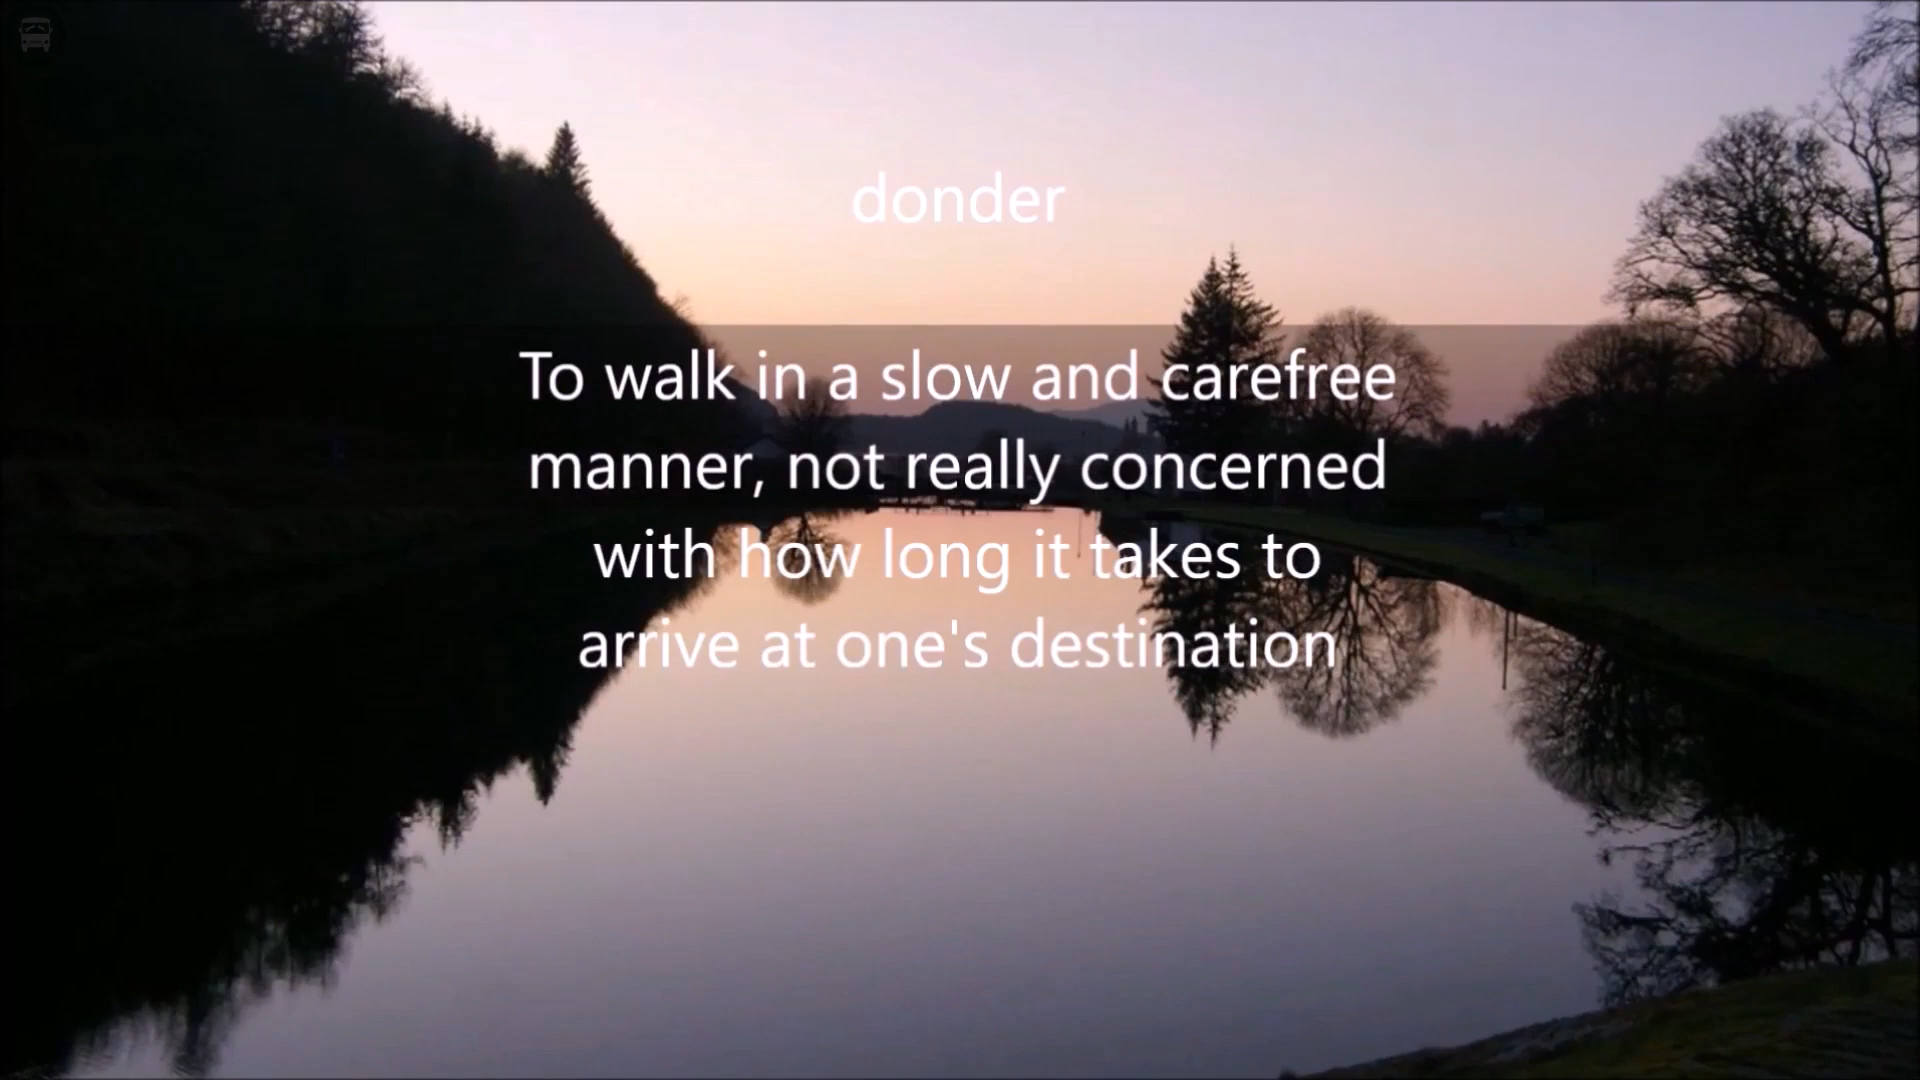 donder
To walk in a slow and carefree
manner, not really concerned
with how long it takes to
arrive at one's destination